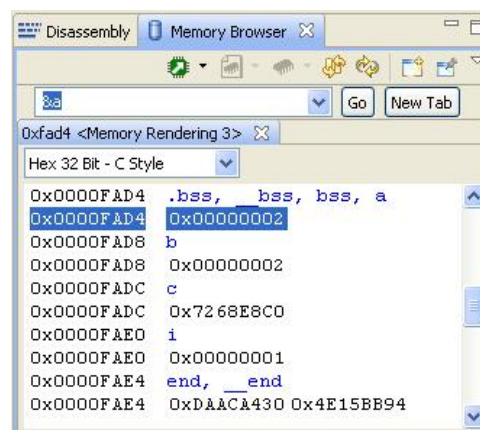 Disassembly Memory Browser
&a Go New Tab
0xfad4 <Memory Rendering 3>
Hex 32 Bit - C Style
0x0000FAD4 .bss, __bss, bss, a
0x0000FAD4 0x00000002
0x0000FAD8 b
0x0000FAD8 0x00000002
0x0000FADC c
0x0000FADC 0x7268E8C0
0x0000FAE0 i
0x0000FAE0 0x00000001
0x0000FAE4 end, __end
0x0000FAE4 0xDAACA430 0x4E15BB94